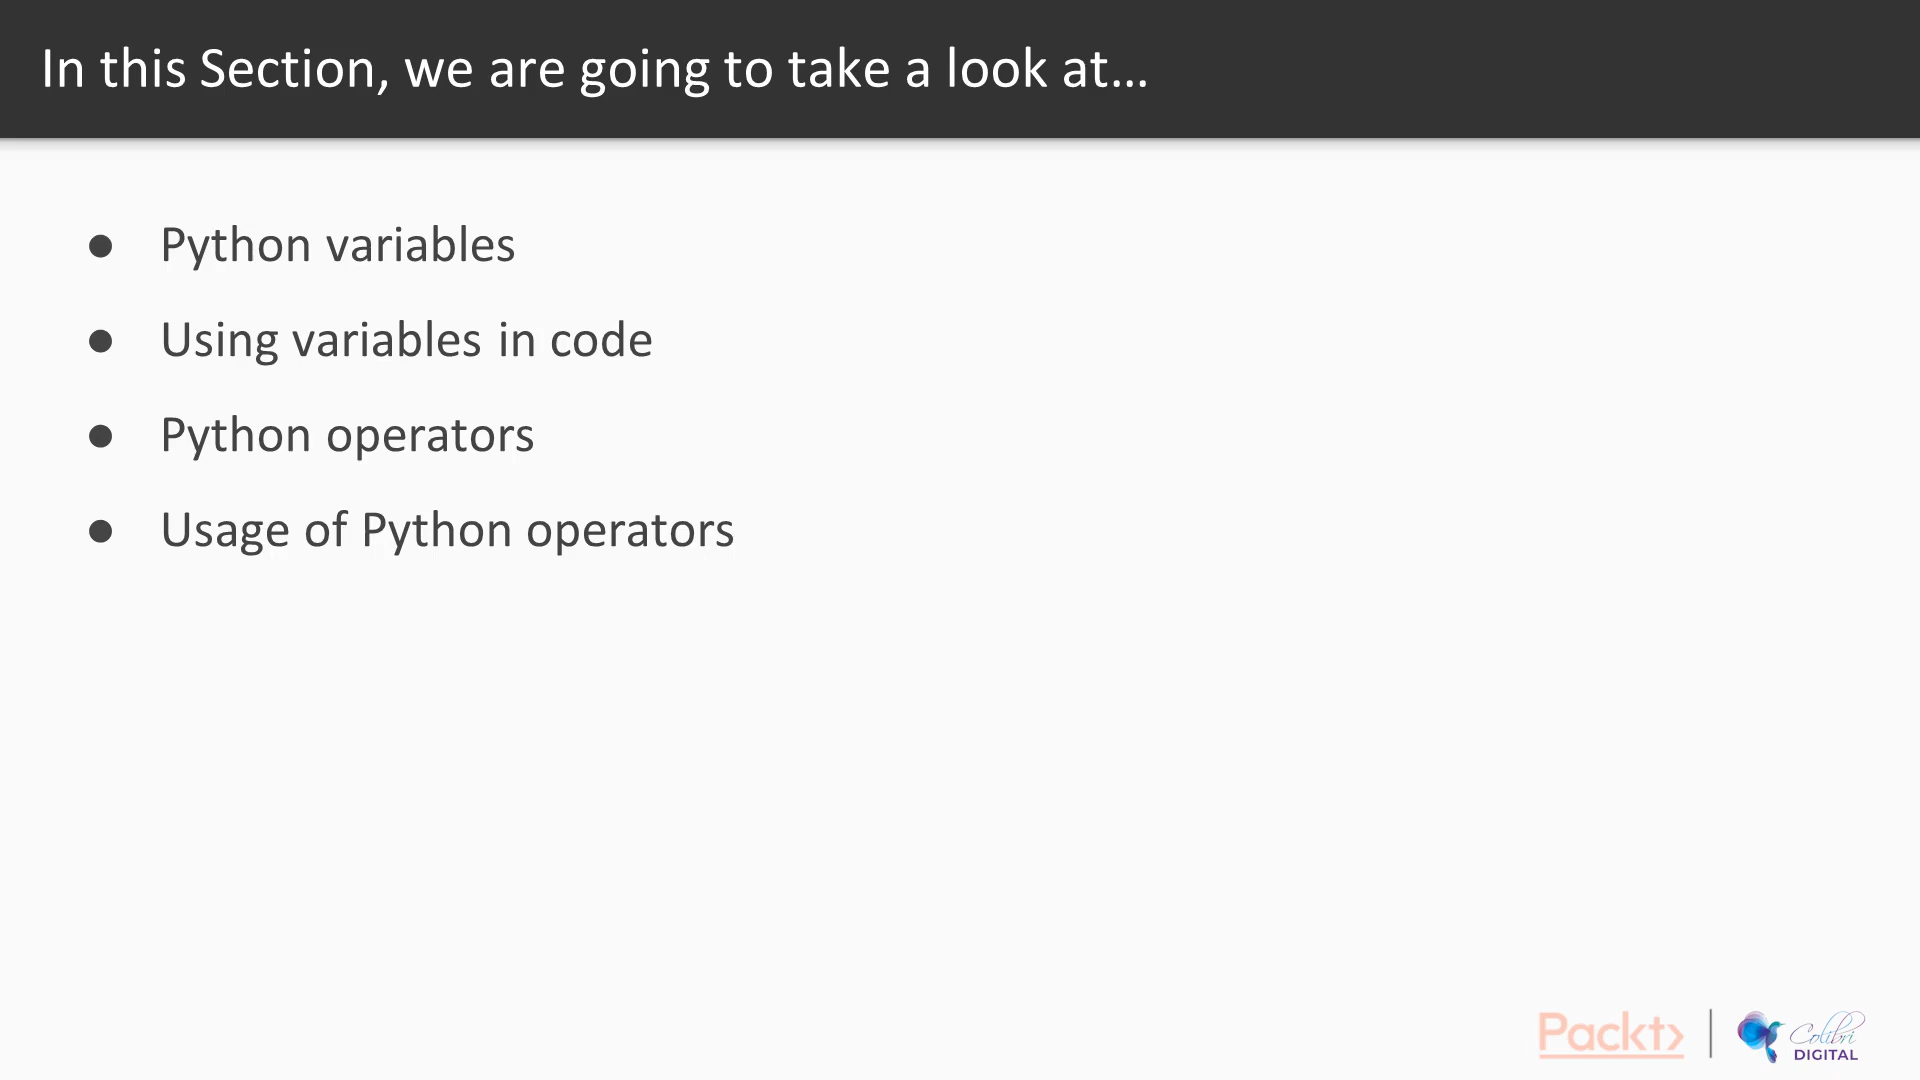 In this Section, we are going to take a look at…
● Python variables
● Using variables in code
● Python operators
● Usage of Python operators
Packt> | Colibri
DIGITAL